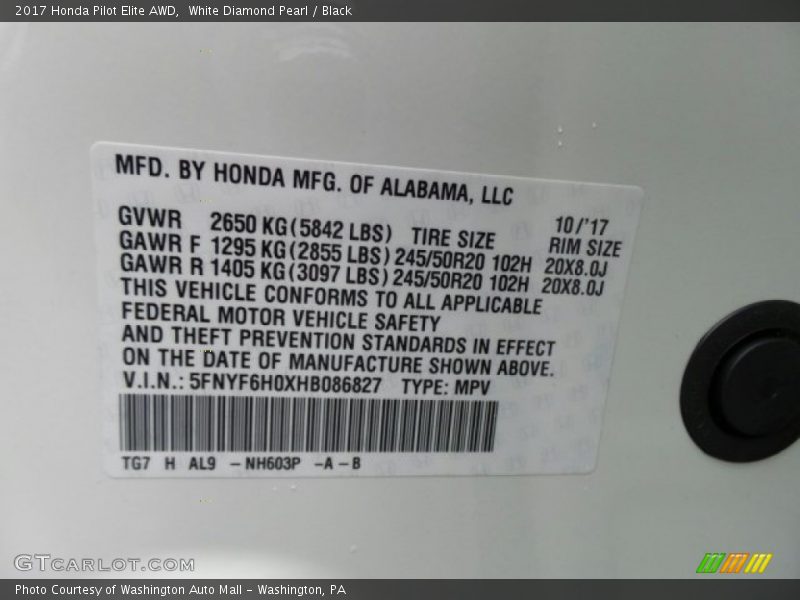 2017 Honda Pilot Elite AWD,  White Diamond Pearl / Black
MFD. BY HONDA MFG. OF ALABAMA, LLC
10/'17
GVWR 2650 KG(5842 LBS) TIRE SIZE RIM SIZE
GAWR F 1295 KG(2855 LBS) 245/50R20 102H 20X8.0J
GAWR R 1405 KG(3097 LBS) 245/50R20 102H 20X8.0J
THIS VEHICLE CONFORMS TO ALL APPLICABLE
FEDERAL MOTOR VEHICLE SAFETY
AND THEFT PREVENTION STANDARDS IN EFFECT
ON THE DATE OF MANUFACTURE SHOWN ABOVE.
V.I.N.: 5FNYF6H0XHB086827 TYPE: MPV
TG7 H AL9 – NH603P –A – B
GTCARLOT.COM
Photo Courtesy of Washington Auto Mall – Washington, PA